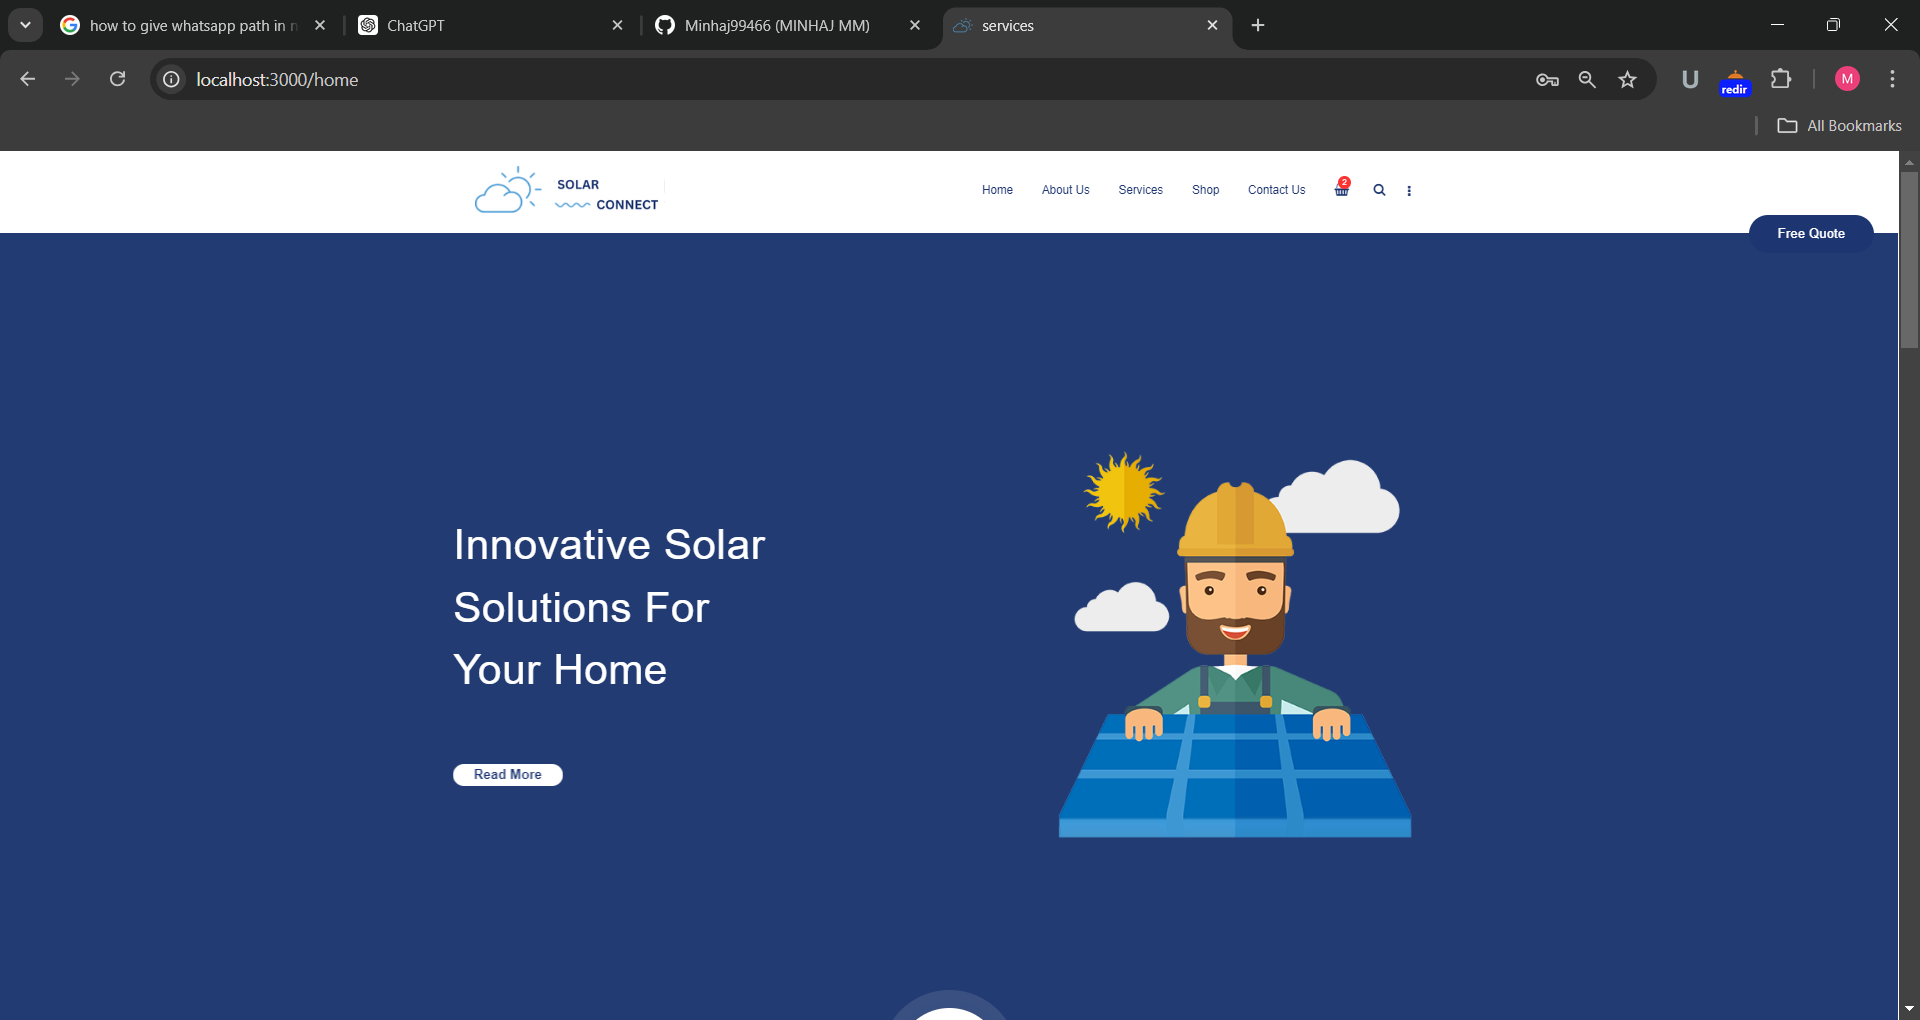 how to give whatsapp path in n
ChatGPT
Minhaj99466 (MINHAJ MM)
services
localhost:3000/home
U
redir
M
All Bookmarks
SOLAR
CONNECT
Home
About Us
Services
Shop
Contact Us
2
Free Quote
Innovative Solar
Solutions For
Your Home
Read More